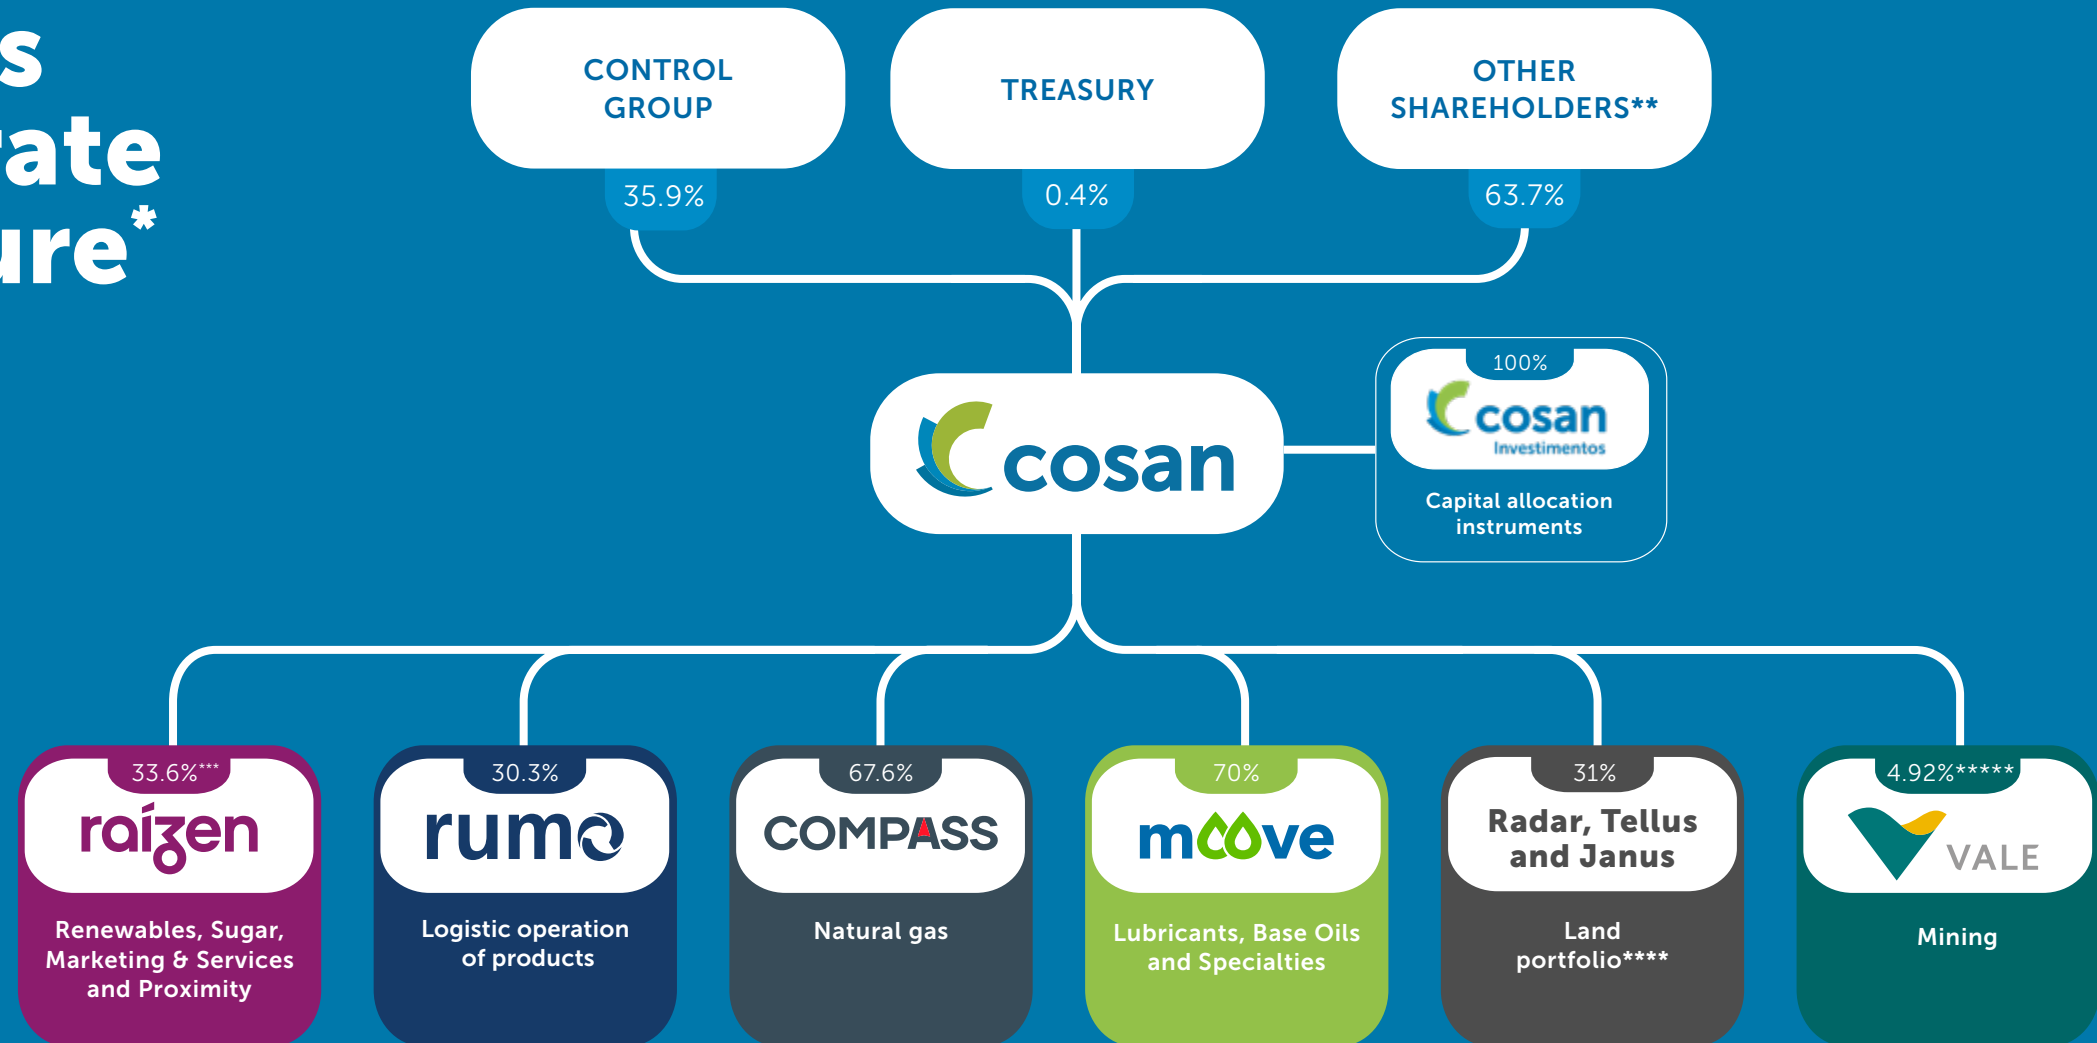 s
rate
ure*
CONTROL
GROUP
35.9%
TREASURY
0.4%
OTHER
SHAREHOLDERS**
63.7%
cosan
100%
cosan
Investimentos
Capital allocation
instruments
33.6%***
raízen
Renewables, Sugar,
Marketing & Services
and Proximity
30.3%
rumo
Logistic operation
of products
67.6%
COMPASS
Natural gas
70%
moove
Lubricants, Base Oils
and Specialties
31%
Radar, Tellus
and Janus
Land
portfolio****
4.92%*****
VALE
Mining